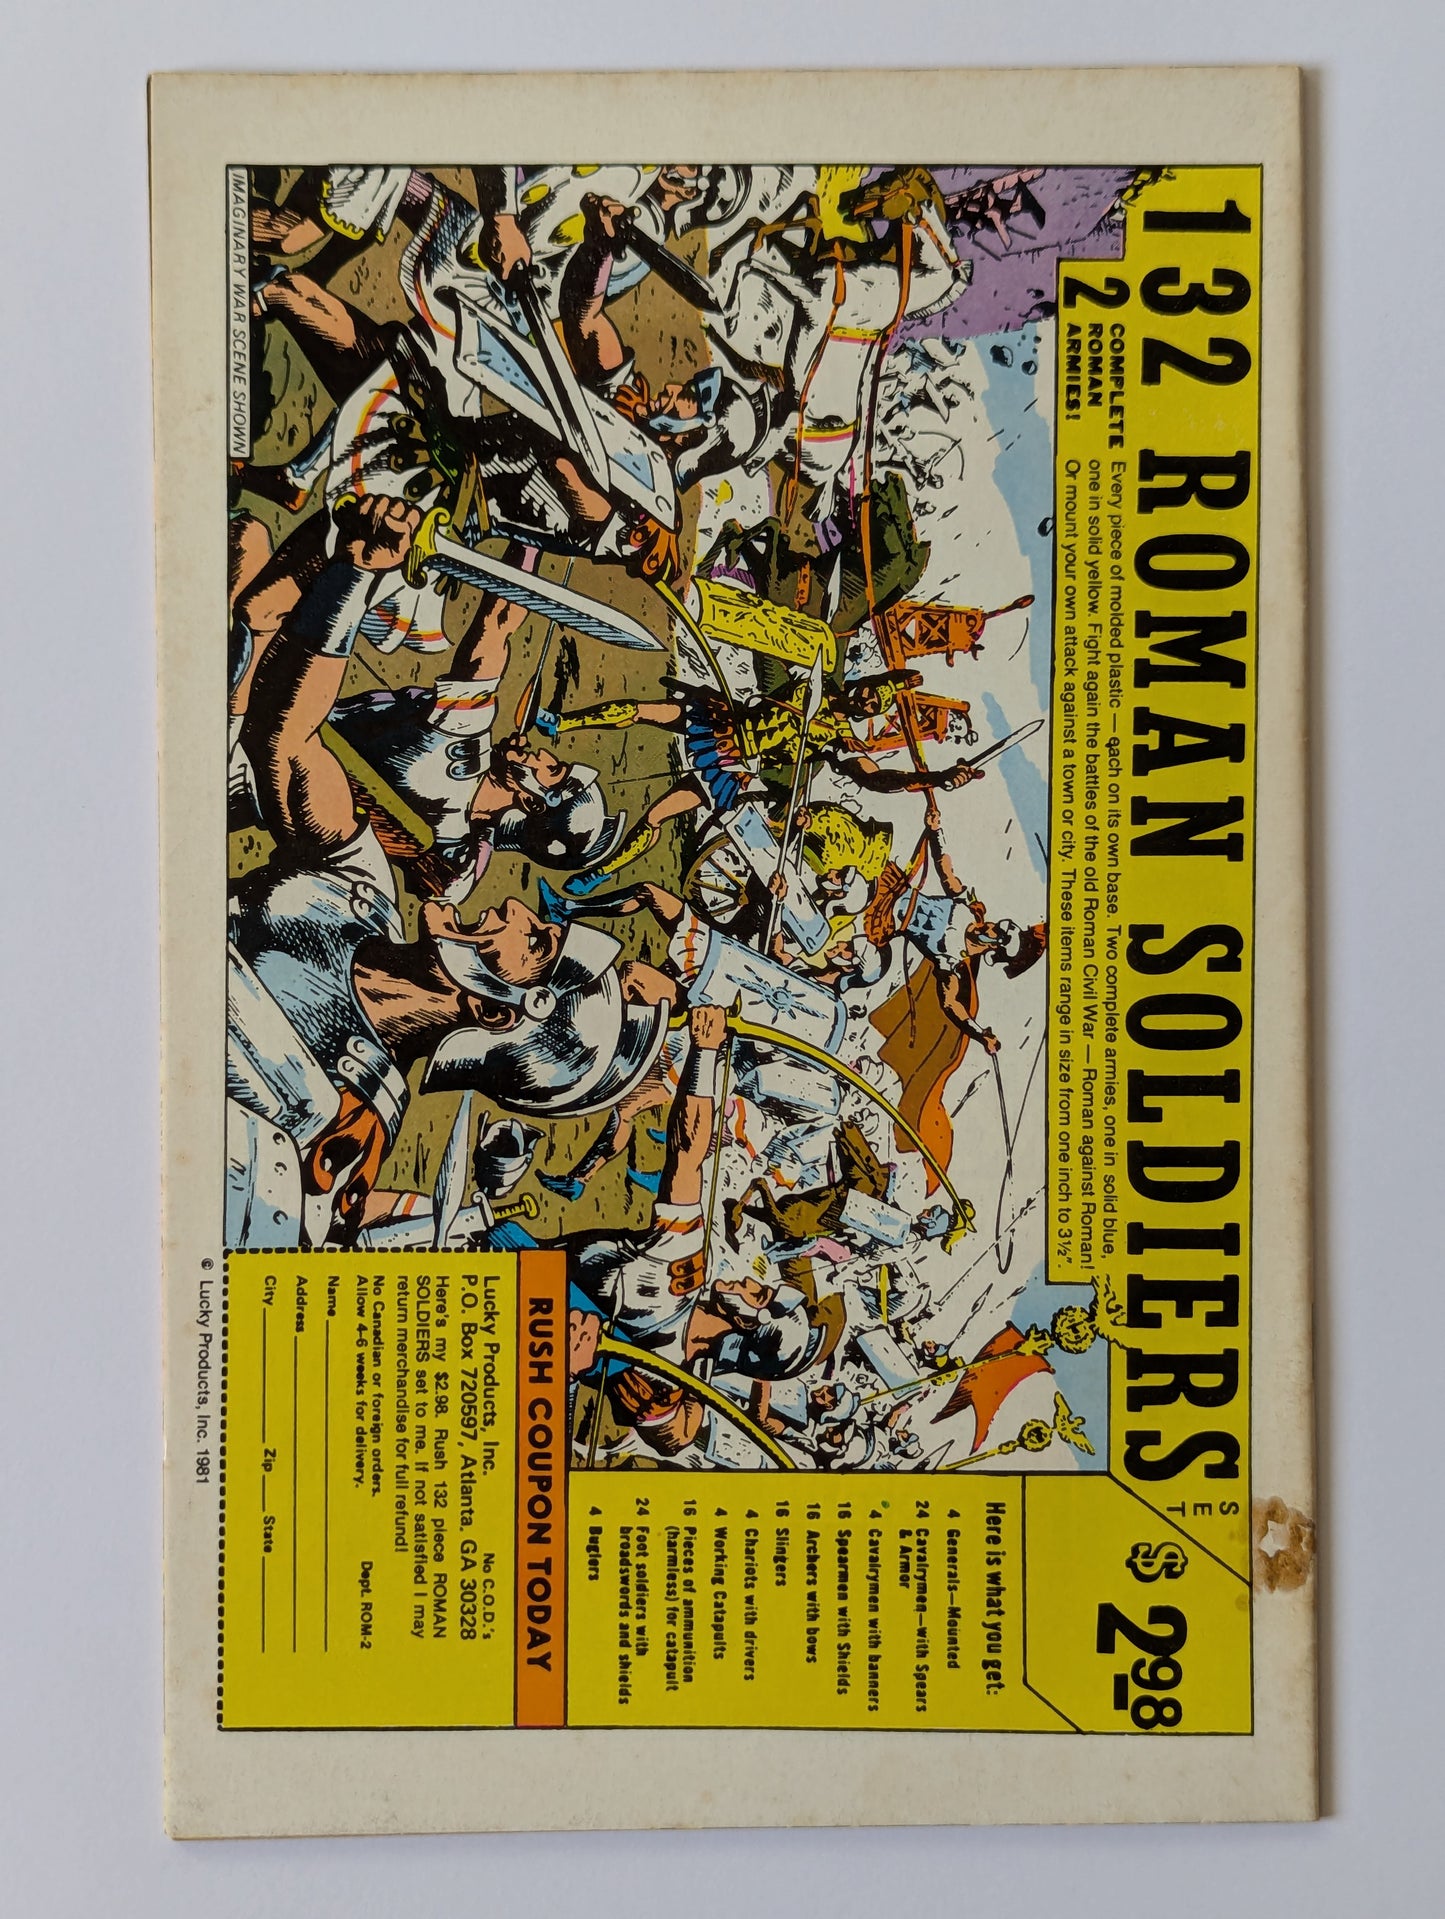 132 ROMAN SOLDIERS
SET
$2.98
2 COMPLETE
ROMAN
ARMIES!
Every piece of molded plastic — each on its own base. Two complete armies, one in solid blue,
one in solid yellow. Fight again the battles of the old Roman Civil War — Roman against Roman!
Or mount your own attack against a town or city. These items range in size from one inch to 3½".
Here is what you get:
4 Generals—Mounted
24 Cavalrymen—with Spears
& Armor
4 Cavalrymen with banners
16 Spearmen with Shields
16 Archers with bows
16 Slingers
4 Chariots with drivers
4 Working Catapults
16 Pieces of ammunition
(harmless) for catapult
24 Foot soldiers with
broadswords and shields
4 Buglers
RUSH COUPON TODAY
Lucky Products, Inc. No C.O.D.'s
P.O. Box 720597, Atlanta, GA 30328
Here's my $2.98. Rush 132 piece ROMAN
SOLDIERS set to me. If not satisfied I may
return merchandise for full refund!
No Canadian or foreign orders. Dept. ROM-2
Allow 4-6 weeks for delivery.
Name
Address
City Zip State
IMAGINARY WAR SCENE SHOWN
© Lucky Products, Inc. 1981